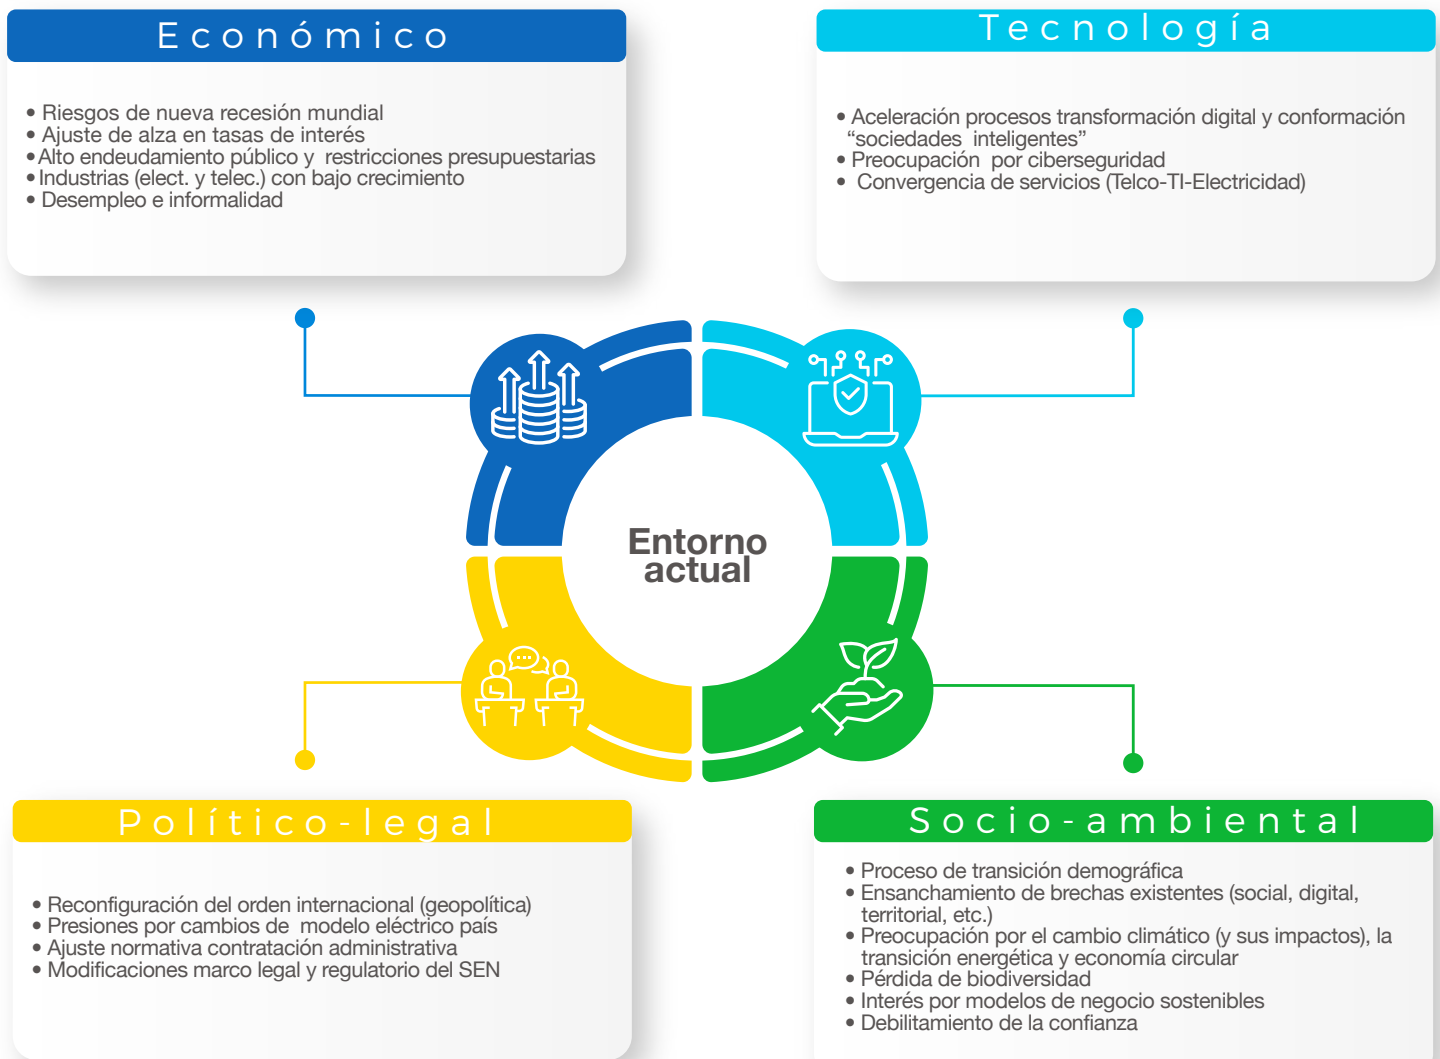 Económico
• Riesgos de nueva recesión mundial
• Ajuste de alza en tasas de interés
• Alto endeudamiento público y restricciones presupuestarias
• Industrias (elect. y telec.) con bajo crecimiento
• Desempleo e informalidad
Tecnología
• Aceleración procesos transformación digital y conformación
“sociedades inteligentes”
• Preocupación por ciberseguridad
• Convergencia de servicios (Telco-TI-Electricidad)
Entorno
actual
Político-legal
• Reconfiguración del orden internacional (geopolítica)
• Presiones por cambios de modelo eléctrico país
• Ajuste normativa contratación administrativa
• Modificaciones marco legal y regulatorio del SEN
Socio-ambiental
• Proceso de transición demográfica
• Ensanchamiento de brechas existentes (social, digital,
territorial, etc.)
• Preocupación por el cambio climático (y sus impactos), la
transición energética y economía circular
• Pérdida de biodiversidad
• Interés por modelos de negocio sostenibles
• Debilitamiento de la confianza